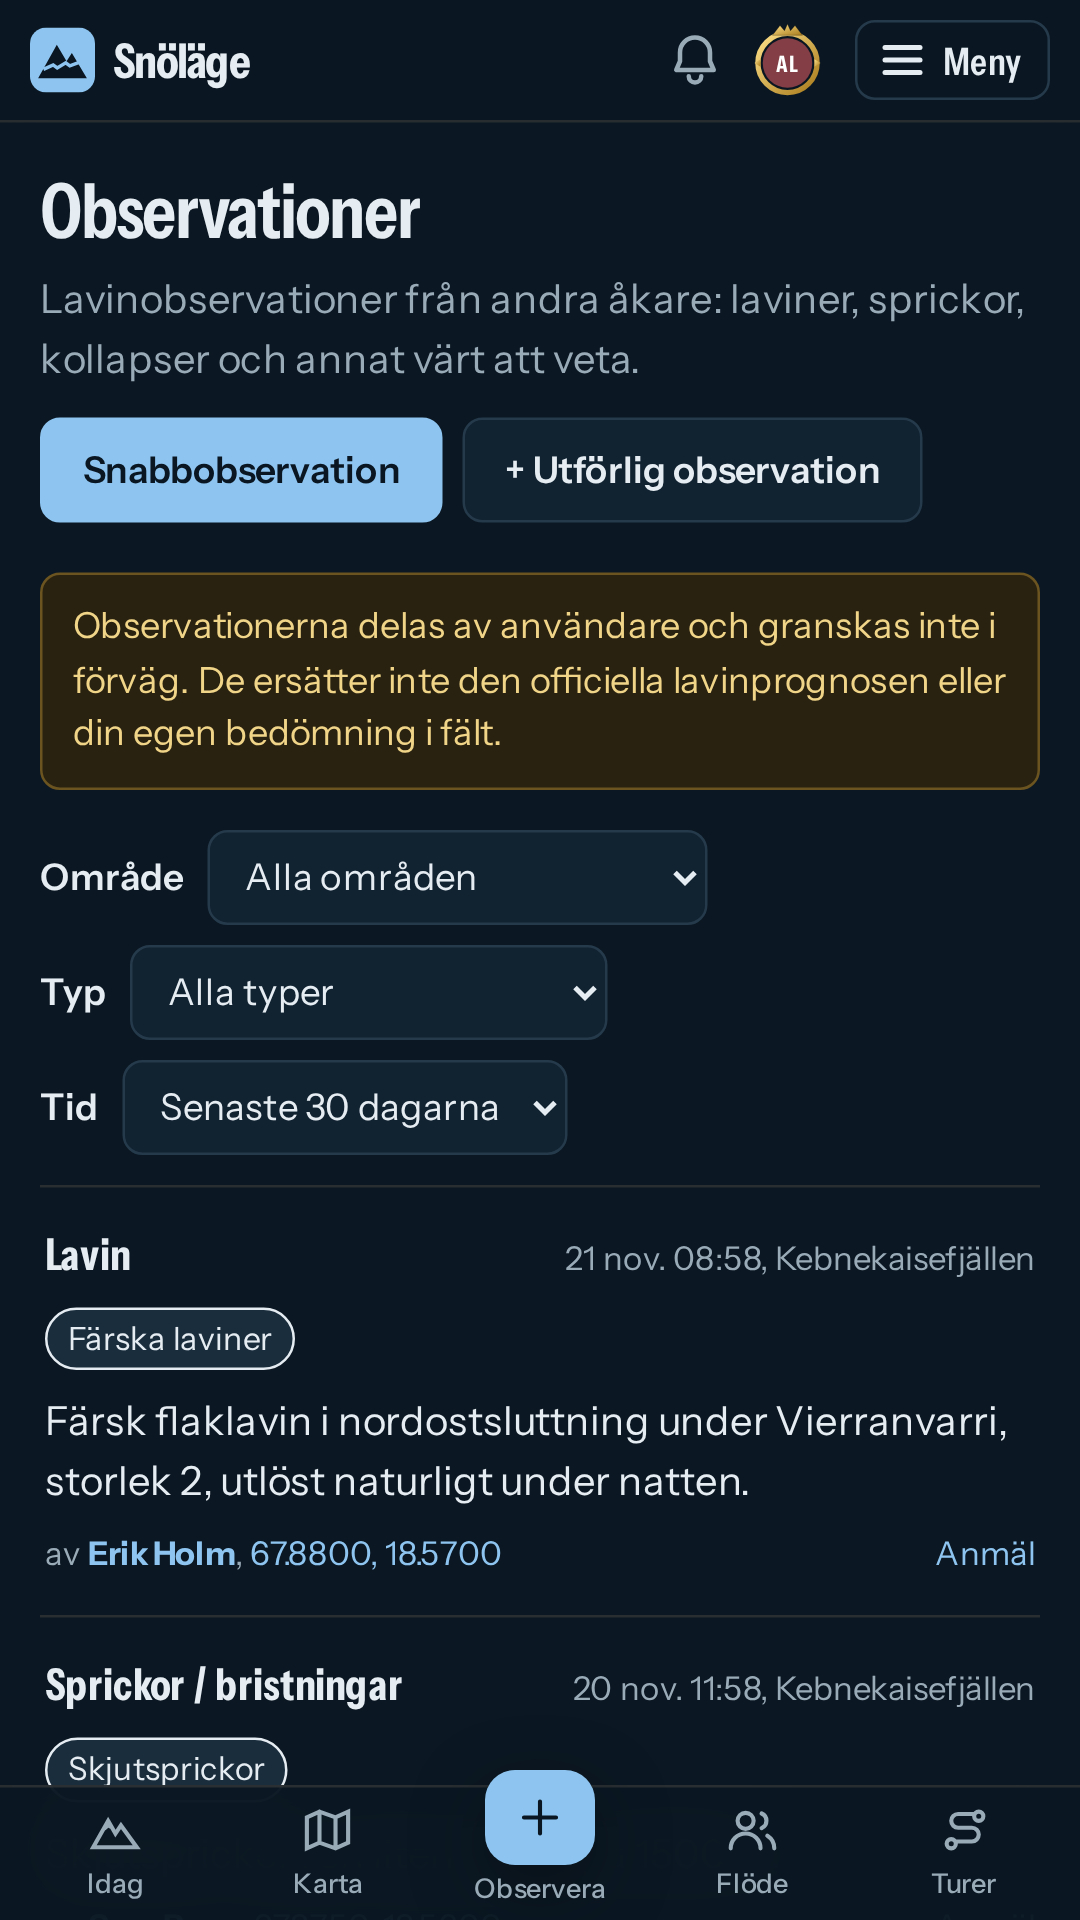 Snöläge
AL
Meny
Observationer
Lavinobservationer från andra åkare: laviner, sprickor,
kollapser och annat värt att veta.
Snabbobservation
+ Utförlig observation
Observationerna delas av användare och granskas inte i
förväg. De ersätter inte den officiella lavinprognosen eller
din egen bedömning i fält.
Område
Alla områden
Typ
Alla typer
Tid
Senaste 30 dagarna
Lavin
21 nov. 08:58, Kebnekaisefjällen
Färska laviner
Färsk flaklavin i nordostsluttning under Vierranvarri,
storlek 2, utlöst naturligt under natten.
av Erik Holm, 67.8800, 18.5700
Anmäl
Sprickor / bristningar
20 nov. 11:58, Kebnekaisefjällen
Skjutsprickor
Idag
Karta
Observera
Flöde
Turer